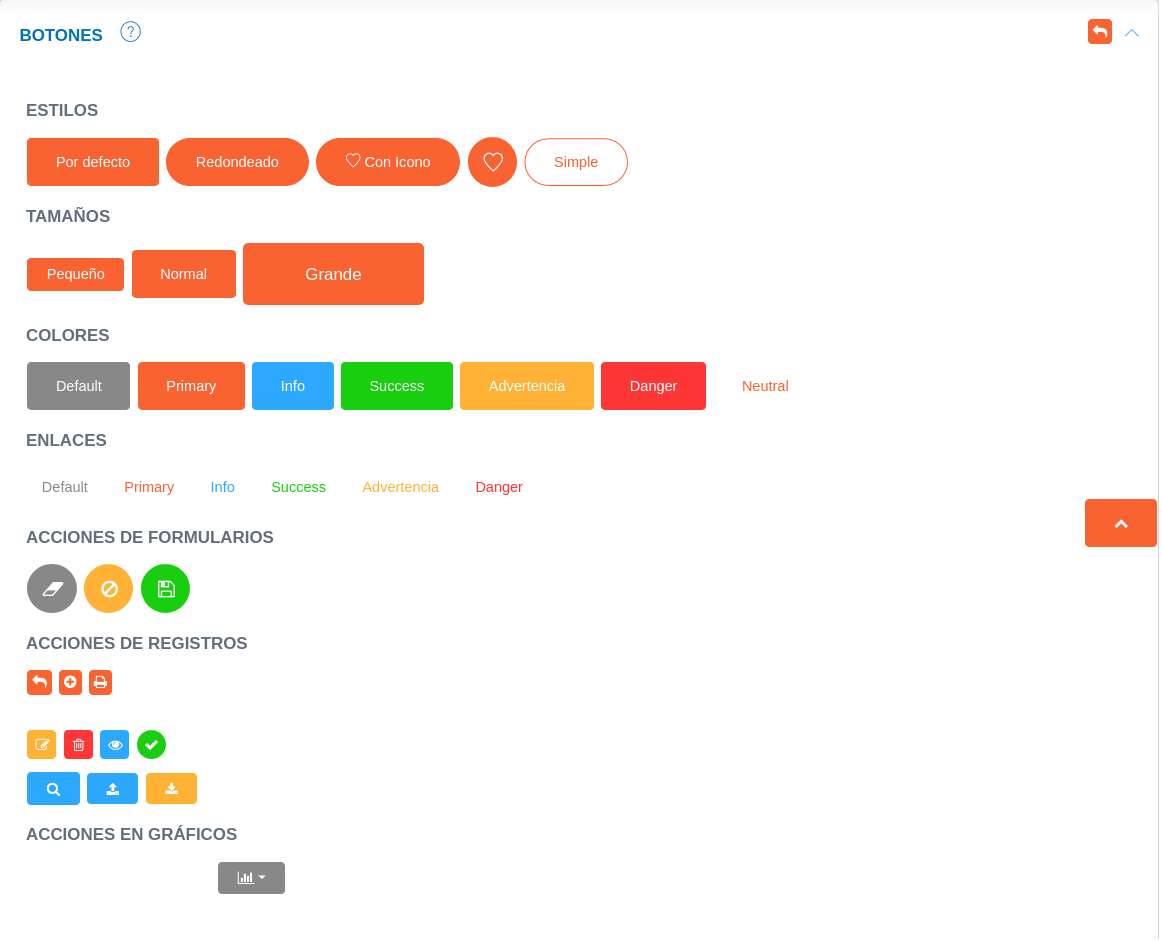 BOTONES ?
ESTILOS
Por defecto Redondeado Con Icono Simple
TAMAÑOS
Pequeño Normal Grande
COLORES
Default Primary Info Success Advertencia Danger Neutral
ENLACES
Default Primary Info Success Advertencia Danger
ACCIONES DE FORMULARIOS
ACCIONES DE REGISTROS
ACCIONES EN GRÁFICOS